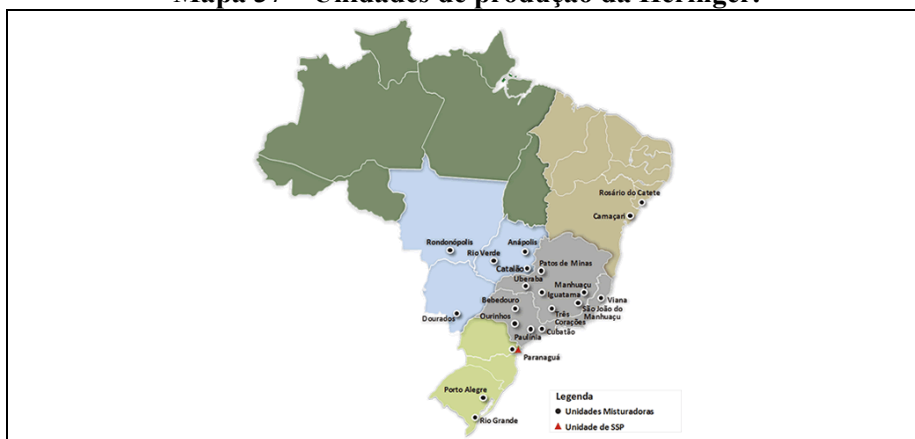 Mapa 37 – Unidades de produção da Heringer.
Rosário do Catete
Camaçari
Rondonópolis
Anápolis
Rio Verde
Catalão
Patos de Minas
Uberaba
Manhuaçu
Iguatama
Viana
Bebedouro
São João do
Manhuaçu
Dourados
Ourinhos
Três
Corações
Paulínia
Cubatão
Paranaguá
Porto Alegre
Rio Grande
Legenda
Unidades Misturadoras
Unidade de SSP